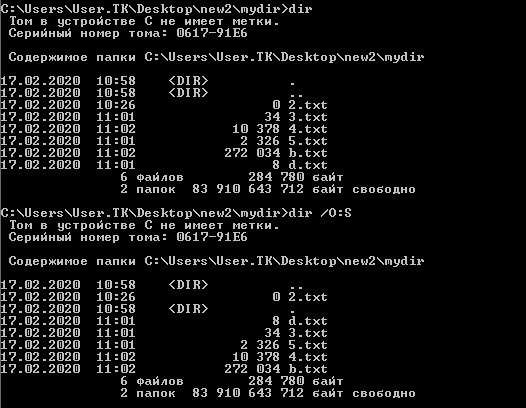 C:\Users\User.TK\Desktop\new2\mydir>dir
Том в устройстве C не имеет метки.
Серийный номер тома: 0617-91E6
Содержимое папки C:\Users\User.TK\Desktop\new2\mydir
17.02.2020  10:58    <DIR>          .
17.02.2020  10:58    <DIR>          ..
17.02.2020  10:26                 0 2.txt
17.02.2020  11:01                34 3.txt
17.02.2020  11:02            10 378 4.txt
17.02.2020  11:01             2 326 5.txt
17.02.2020  11:02           272 034 b.txt
17.02.2020  11:01                 8 d.txt
6 файлов        284 780 байт
2 папок  83 910 643 712 байт свободно
C:\Users\User.TK\Desktop\new2\mydir>dir /O:S
Том в устройстве C не имеет метки.
Серийный номер тома: 0617-91E6
Содержимое папки C:\Users\User.TK\Desktop\new2\mydir
17.02.2020  10:58    <DIR>          ..
17.02.2020  10:26                 0 2.txt
17.02.2020  10:58    <DIR>          .
17.02.2020  11:01                 8 d.txt
17.02.2020  11:01                34 3.txt
17.02.2020  11:01             2 326 5.txt
17.02.2020  11:02            10 378 4.txt
17.02.2020  11:02           272 034 b.txt
6 файлов        284 780 байт
2 папок  83 910 643 712 байт свободно